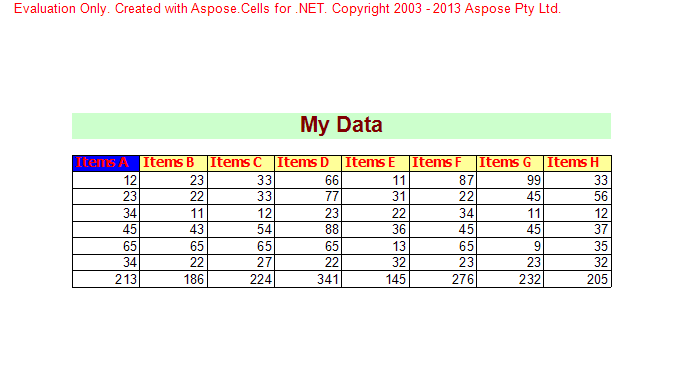 Evaluation Only. Created with Aspose.Cells for .NET. Copyright 2003 - 2013 Aspose Pty Ltd.
My Data
Items A Items B Items C Items D Items E Items F Items G Items H
12 23 33 66 11 87 99 33
23 22 33 77 31 22 45 56
34 11 12 23 22 34 11 12
45 43 54 88 36 45 45 37
65 65 65 65 13 65 9 35
34 22 27 22 32 23 23 32
213 186 224 341 145 276 232 205